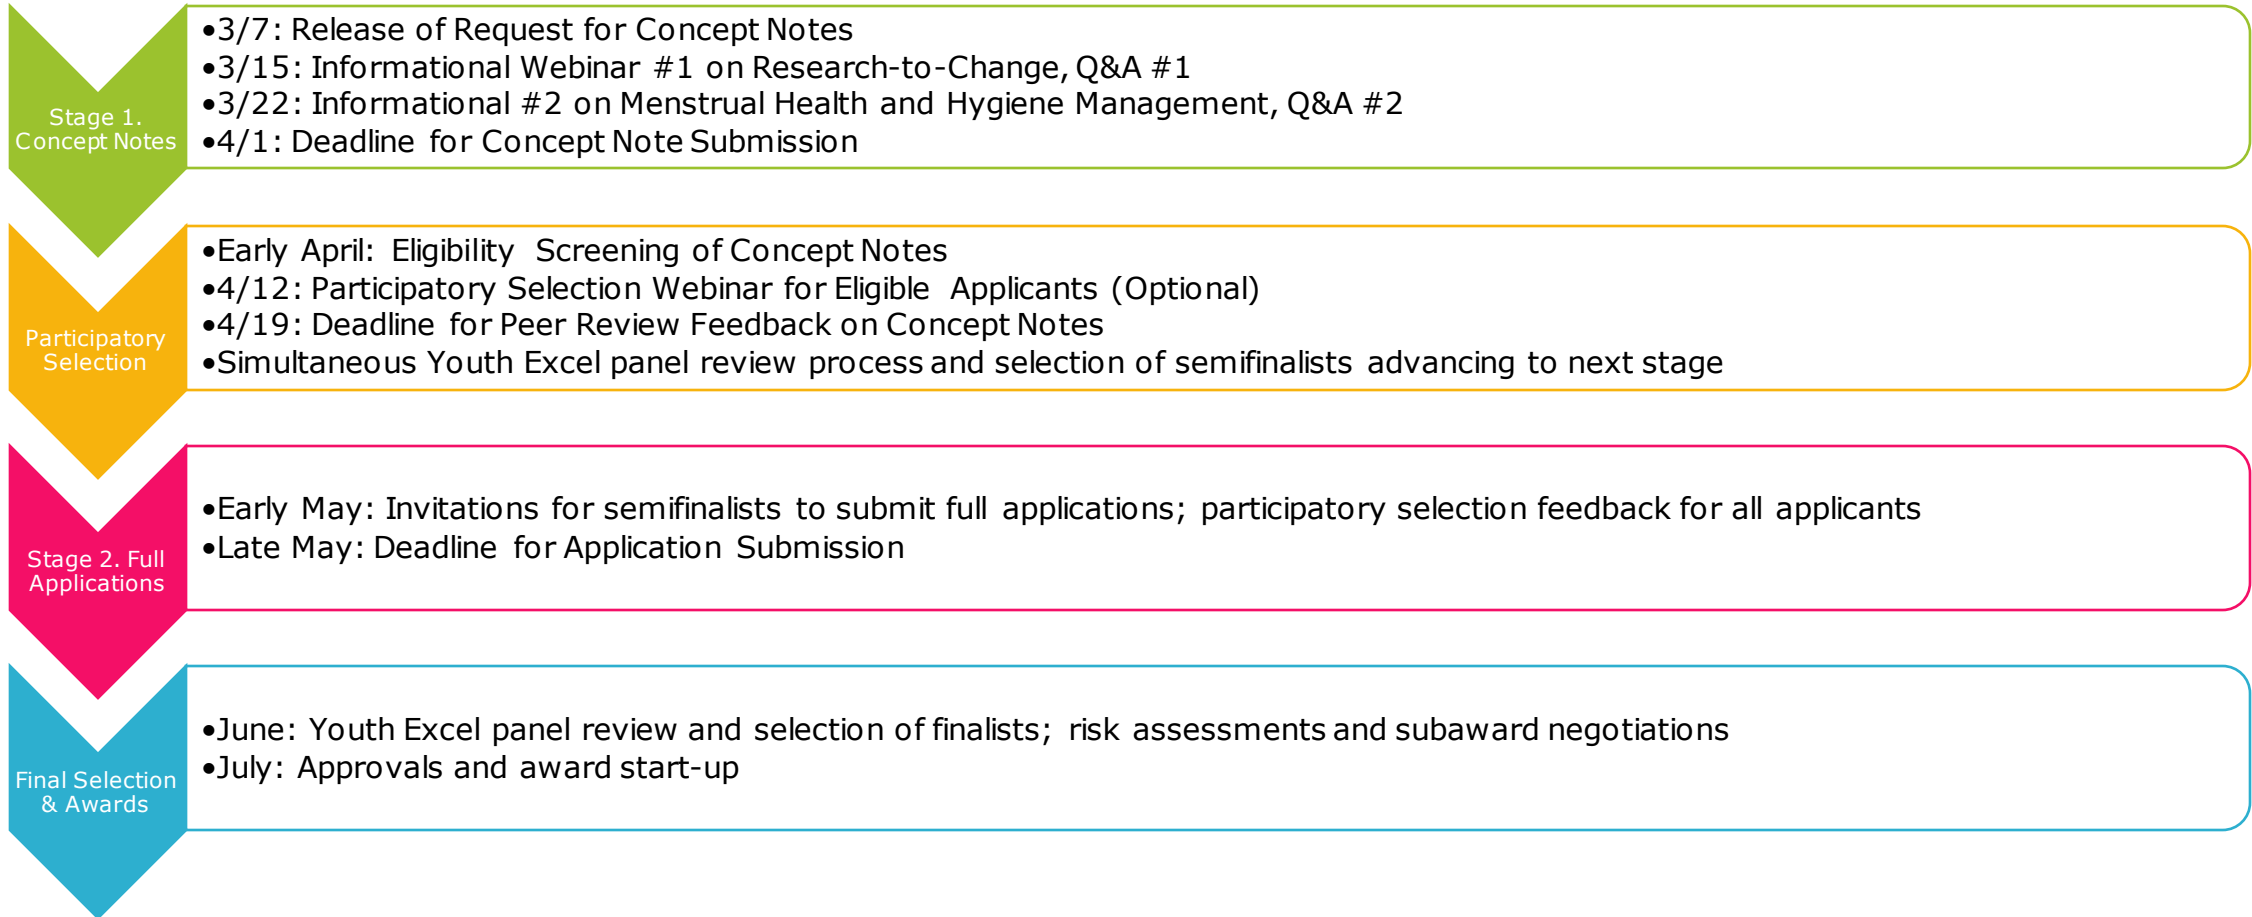 Stage 1.
Concept Notes
•3/7: Release of Request for Concept Notes
•3/15: Informational Webinar #1 on Research-to-Change, Q&A #1
•3/22: Informational #2 on Menstrual Health and Hygiene Management, Q&A #2
•4/1: Deadline for Concept Note Submission
Participatory
Selection
•Early April: Eligibility Screening of Concept Notes
•4/12: Participatory Selection Webinar for Eligible Applicants (Optional)
•4/19: Deadline for Peer Review Feedback on Concept Notes
•Simultaneous Youth Excel panel review process and selection of semifinalists advancing to next stage
Stage 2. Full
Applications
•Early May: Invitations for semifinalists to submit full applications; participatory selection feedback for all applicants
•Late May: Deadline for Application Submission
Final Selection
& Awards
•June: Youth Excel panel review and selection of finalists; risk assessments and subaward negotiations
•July: Approvals and award start-up